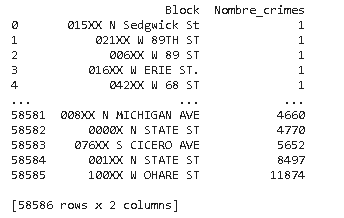 Block Nombre_crimes
0 015XX N Sedgwick St 1
1 021XX W 89TH ST 1
2 006XX W 89 ST 1
3 016XX W ERIE ST. 1
4 042XX W 68 ST 1
... ... ...
58581 008XX N MICHIGAN AVE 4660
58582 0000X N STATE ST 4770
58583 076XX S CICERO AVE 5652
58584 001XX N STATE ST 8497
58585 100XX W OHARE ST 11874
[58586 rows x 2 columns]